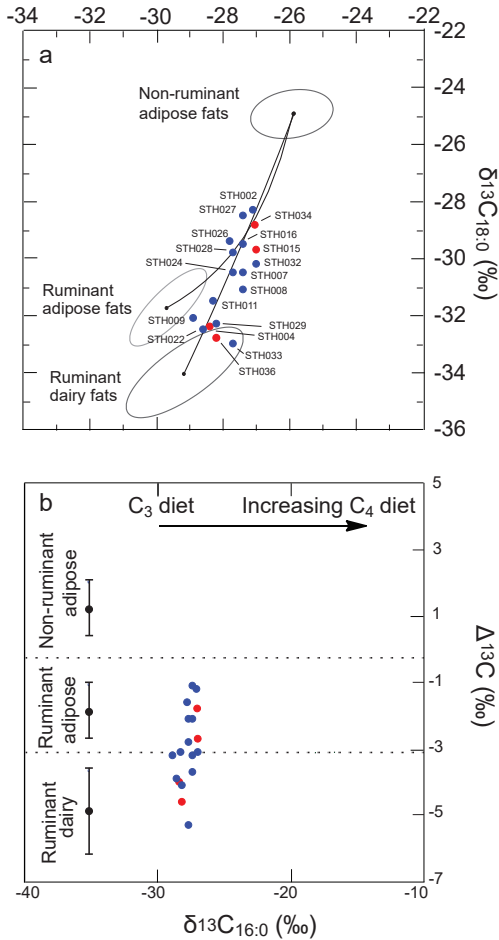 -34 -32 -30 -28 -26 -24 -22
a
-22
-24
-26
-28
-30
-32
-34
-36
δ¹³C₁₈:₀ (‰)
Non-ruminant
adipose fats
STH002
STH027
STH034
STH026
STH016
STH028
STH015
STH024
STH032
STH007
STH008
Ruminant
adipose fats
STH011
STH009
STH029
STH022
STH004
STH033
STH036
Ruminant
dairy fats
b
C₃ diet
Increasing C₄ diet
5
3
1
-1
-3
-5
-7
Δ¹³C (‰)
Non-ruminant
adipose
Ruminant
adipose
Ruminant
dairy
-40 -30 -20 -10
δ¹³C₁₆:₀ (‰)